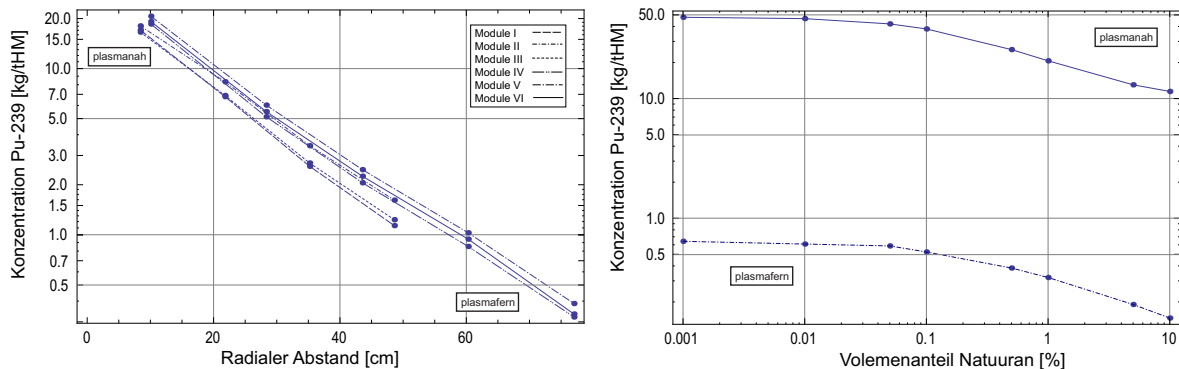 Konzentration Pu-239 [kg/tHM]
20.0
15.0
10.0
7.0
5.0
3.0
2.0
1.5
1.0
0.7
0.5
plasmanah
Module I
Module II
Module III
Module IV
Module V
Module VI
plasmafern
0 20 40 60
Radialer Abstand [cm]
Konzentration Pu-239 [kg/tHM]
50.0
10.0
5.0
1.0
0.5
plasmanah
plasmafern
0.001 0.01 0.1 1 10
Volemenanteil Natuuran [%]